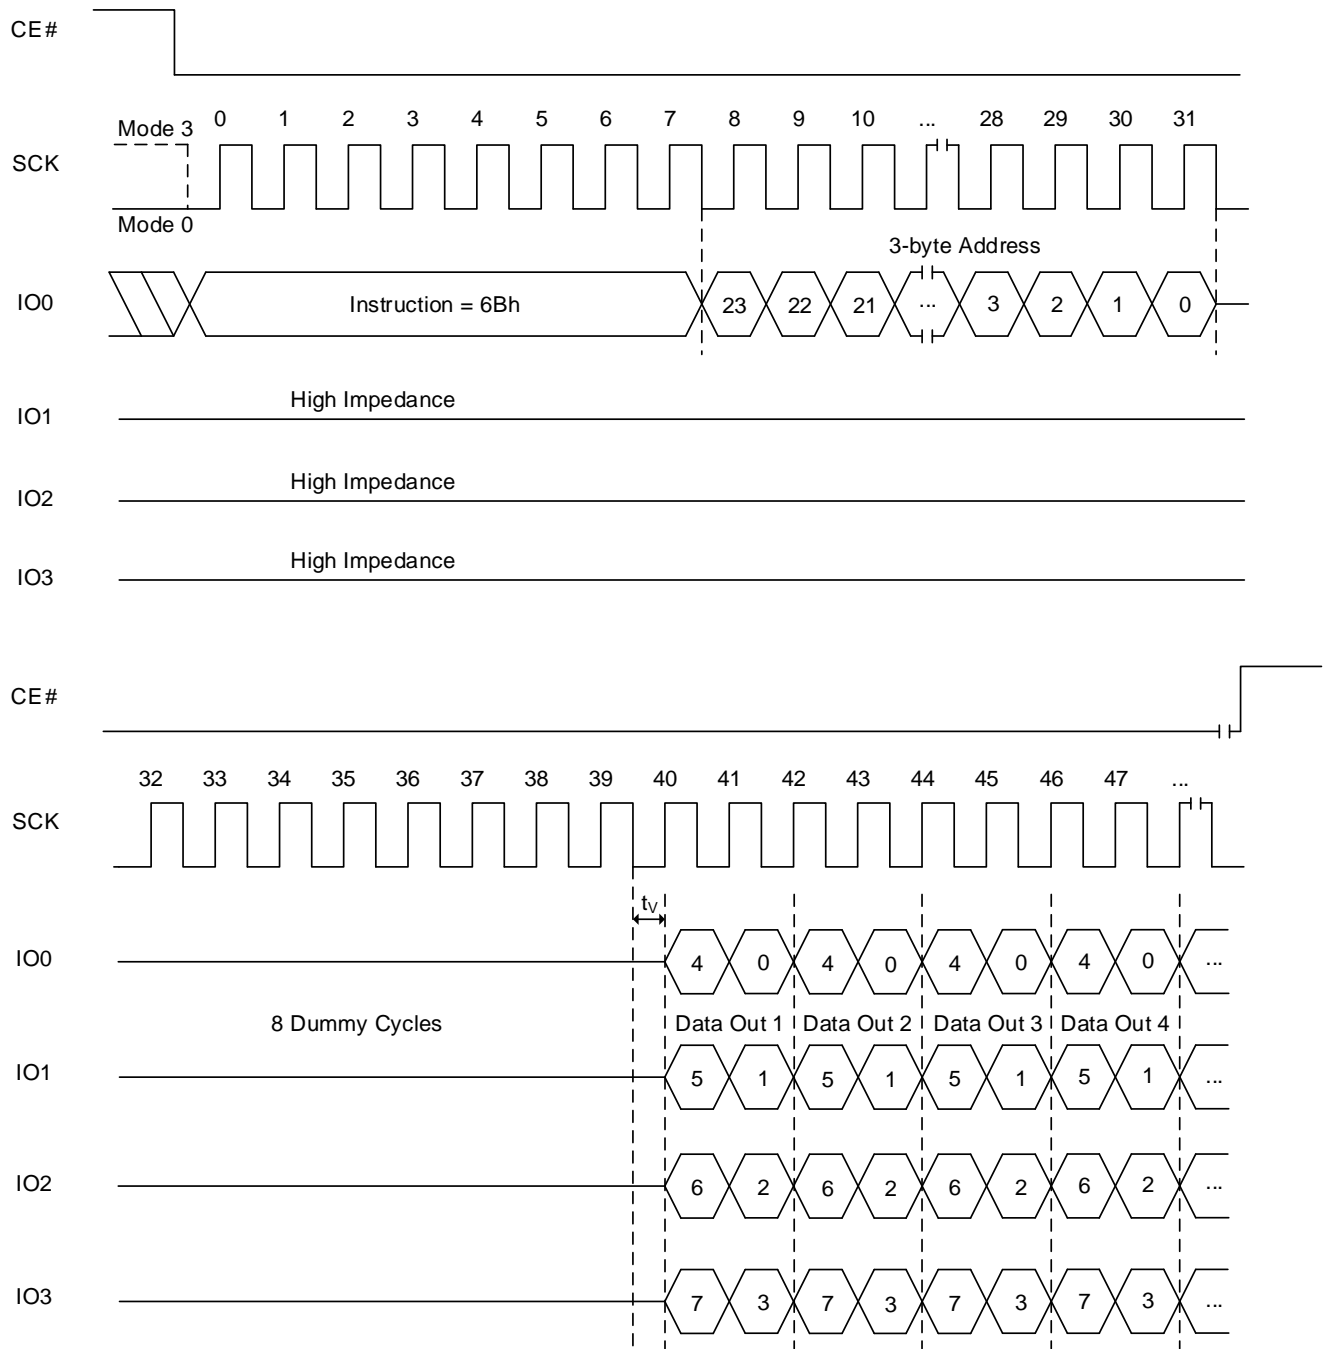 CE#
Mode 3 0 1 2 3 4 5 6 7 8 9 10 ... 28 29 30 31
SCK
Mode 0
3-byte Address
IO0 Instruction = 6Bh 23 22 21 ... 3 2 1 0
High Impedance
IO1
High Impedance
IO2
High Impedance
IO3
CE#
32 33 34 35 36 37 38 39 40 41 42 43 44 45 46 47 ...
SCK
tV
IO0 4 0 4 0 4 0 4 0 ...
8 Dummy Cycles Data Out 1 Data Out 2 Data Out 3 Data Out 4
IO1 5 1 5 1 5 1 5 1 ...
IO2 6 2 6 2 6 2 6 2 ...
IO3 7 3 7 3 7 3 7 3 ...